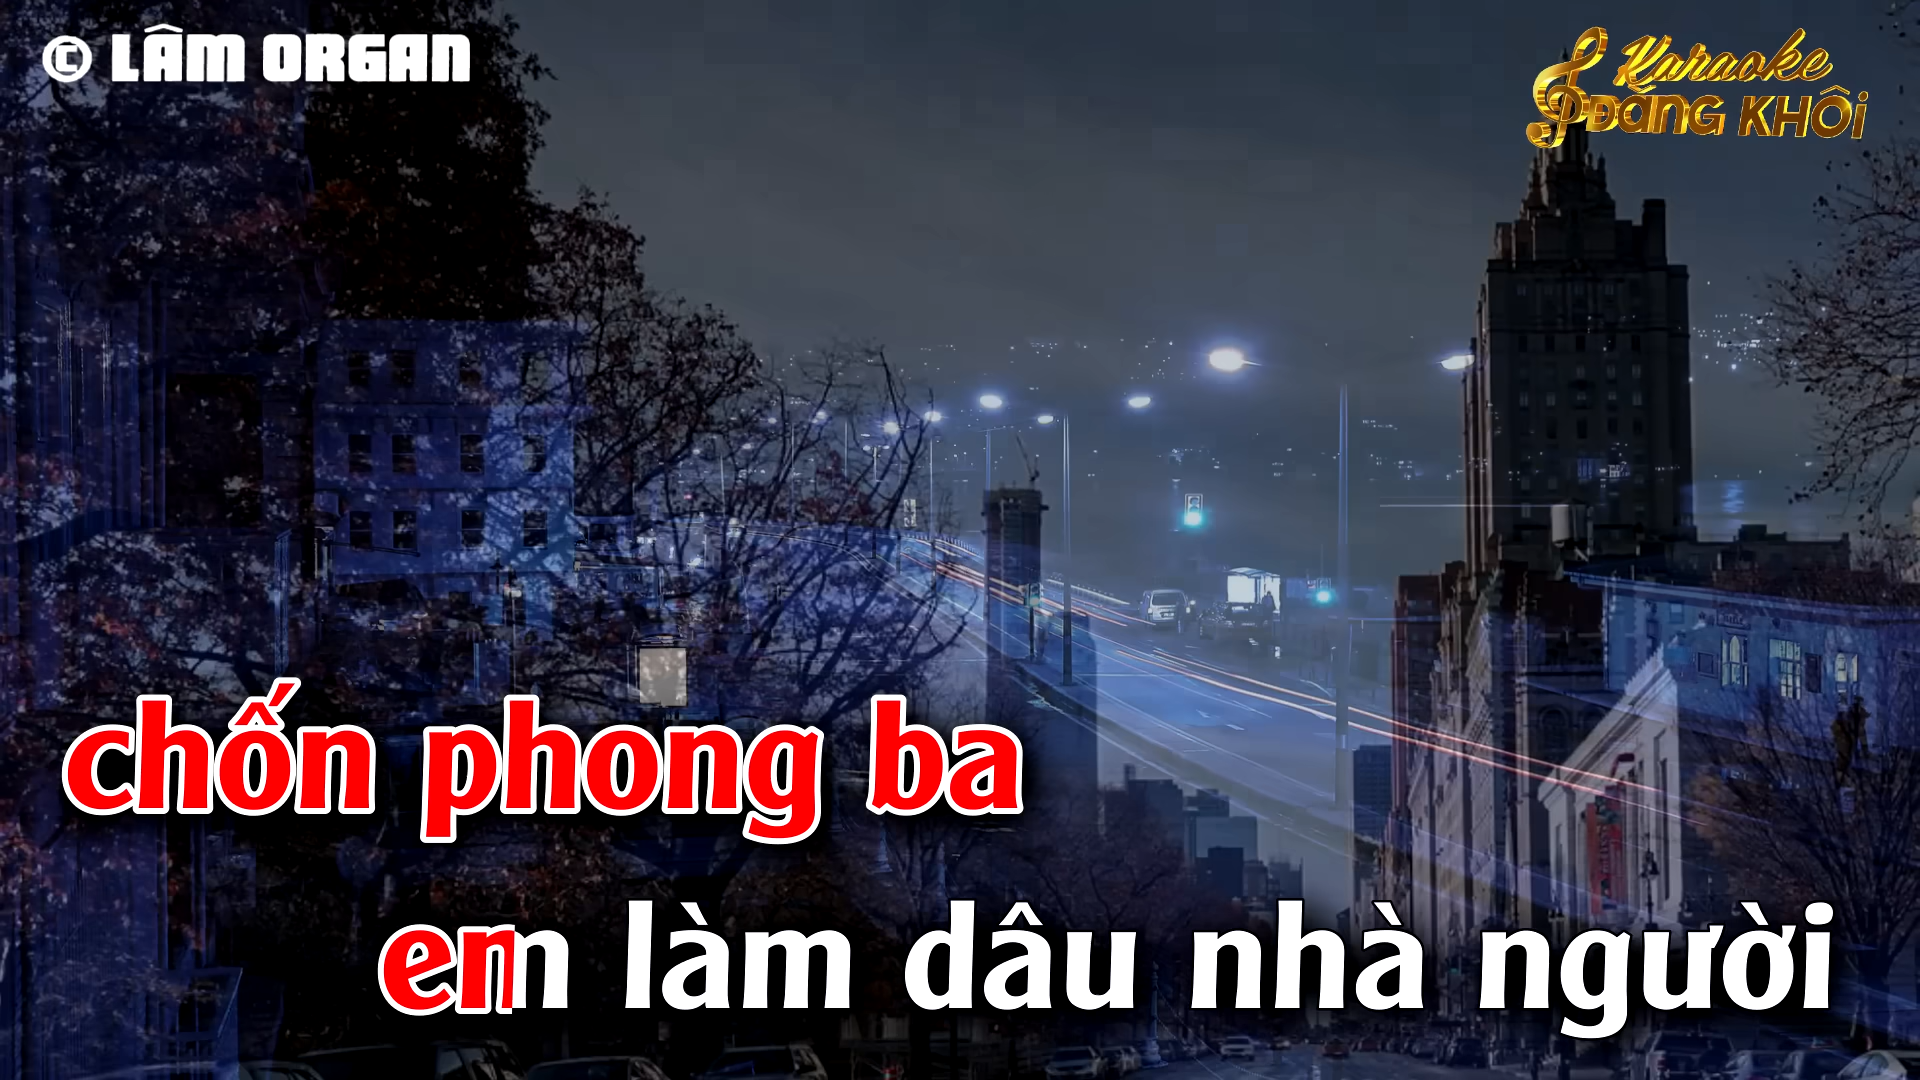 © LÂM ORGAN
Karaoke
ĐĂNG KHÔI
chốn phong ba
em làm dâu nhà người